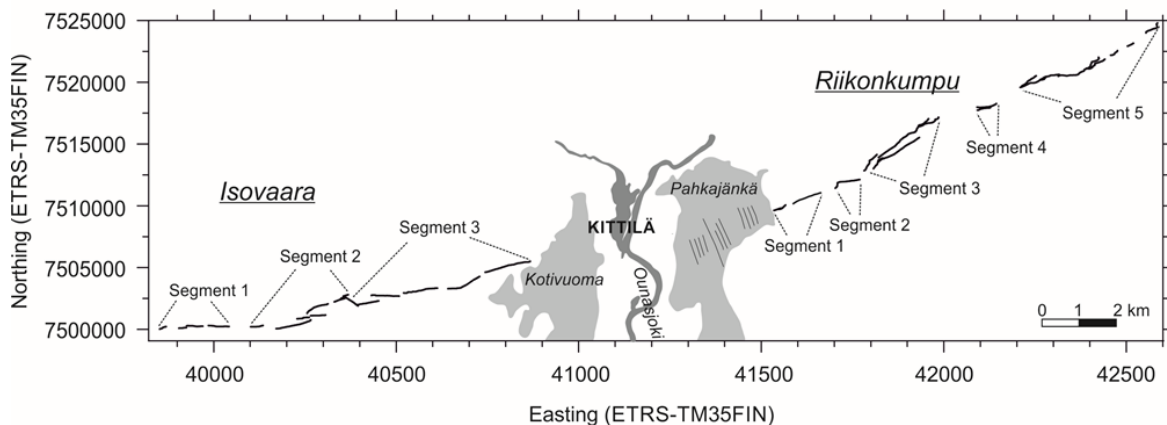 7525000
7520000
7515000
7510000
7505000
7500000
Northing (ETRS-TM35FIN)
Riikonkumpu
Segment 5
Segment 4
Segment 3
Segment 2
Segment 1
Pahkajänkä
KITTILÄ
Ounasjoki
Kotivuoma
Isovaara
Segment 3
Segment 2
Segment 1
0 1 2 km
40000 40500 41000 41500 42000 42500
Easting (ETRS-TM35FIN)